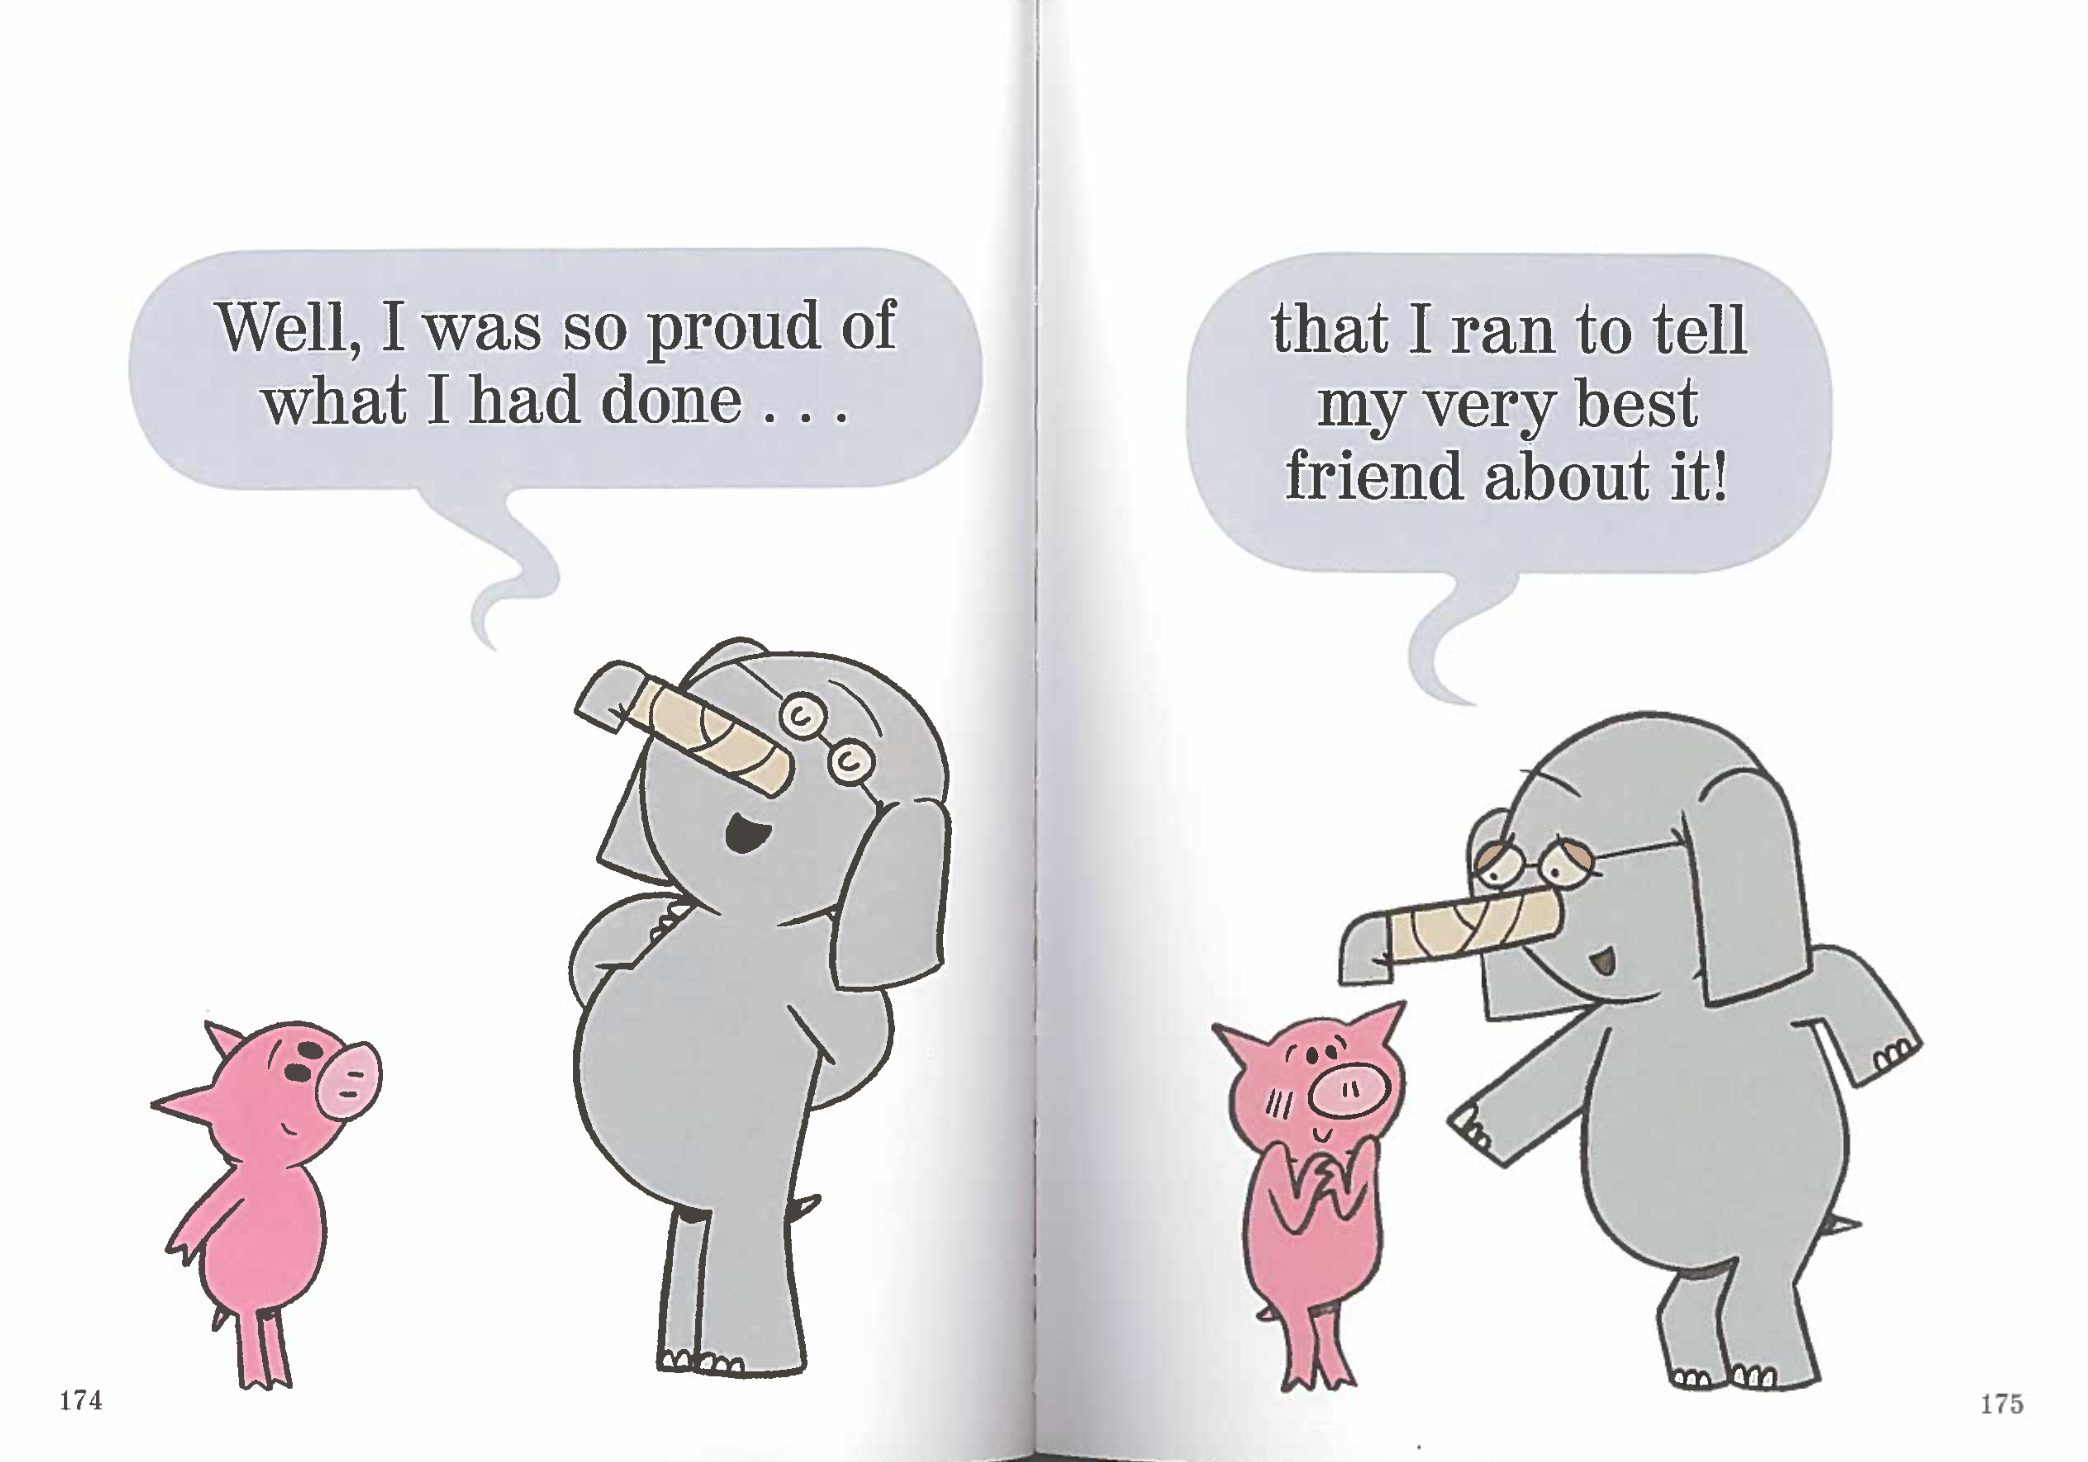 Well, I was so proud of
what I had done . . .
that I ran to tell
my very best
friend about it!
174
175